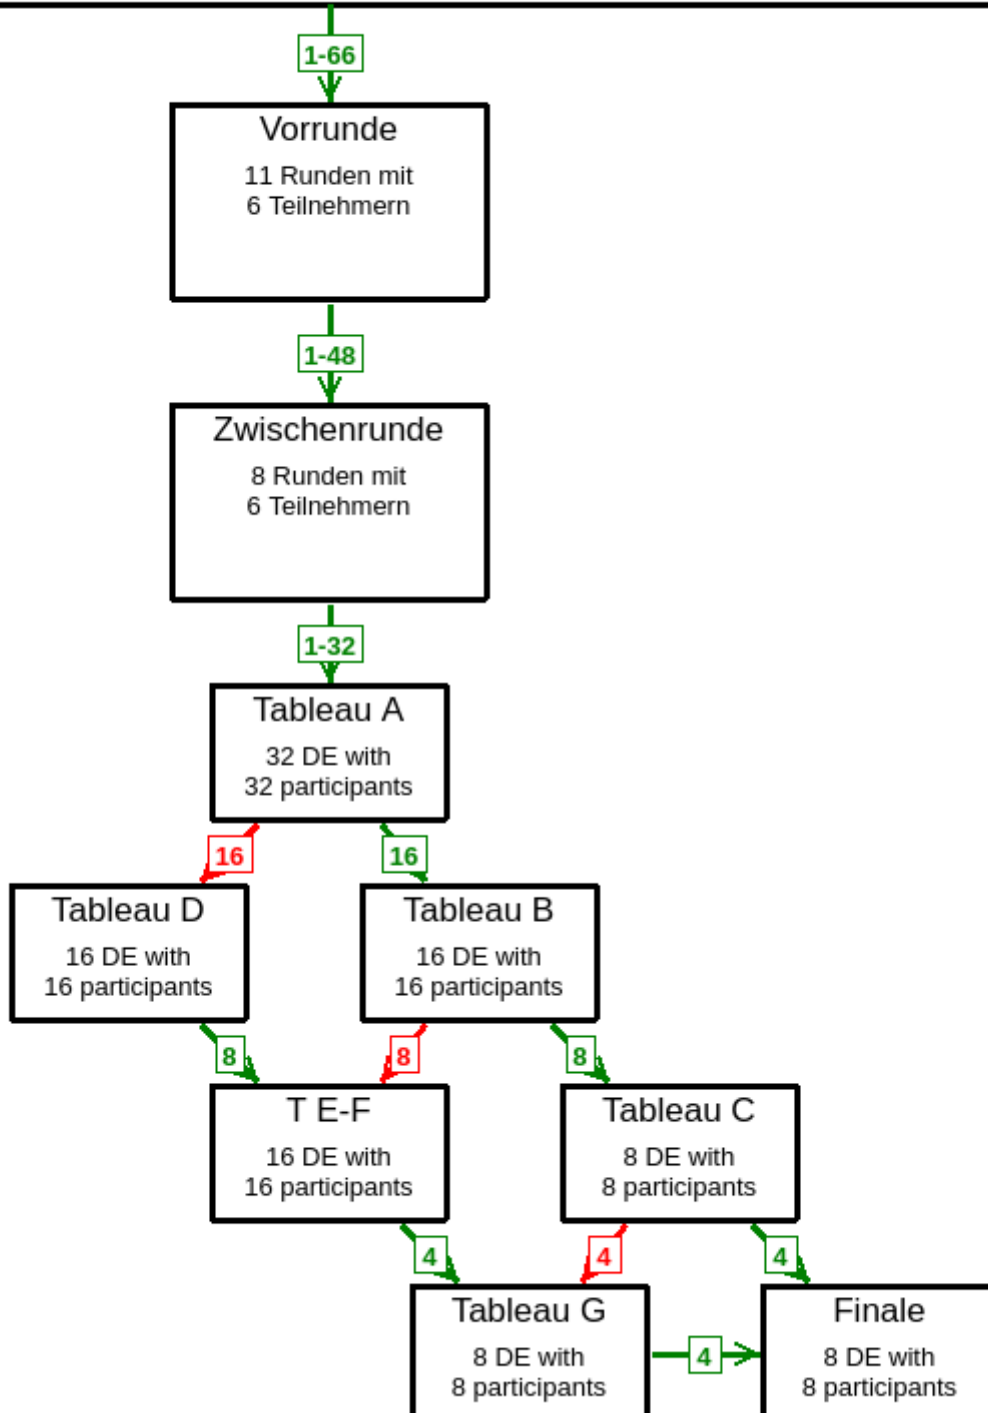 1-66
Vorrunde
11 Runden mit
6 Teilnehmern
1-48
Zwischenrunde
8 Runden mit
6 Teilnehmern
1-32
Tableau A
32 DE with
32 participants
16
16
Tableau D
16 DE with
16 participants
Tableau B
16 DE with
16 participants
8
8
8
T E-F
16 DE with
16 participants
Tableau C
8 DE with
8 participants
4
4
4
Tableau G
8 DE with
8 participants
4
Finale
8 DE with
8 participants